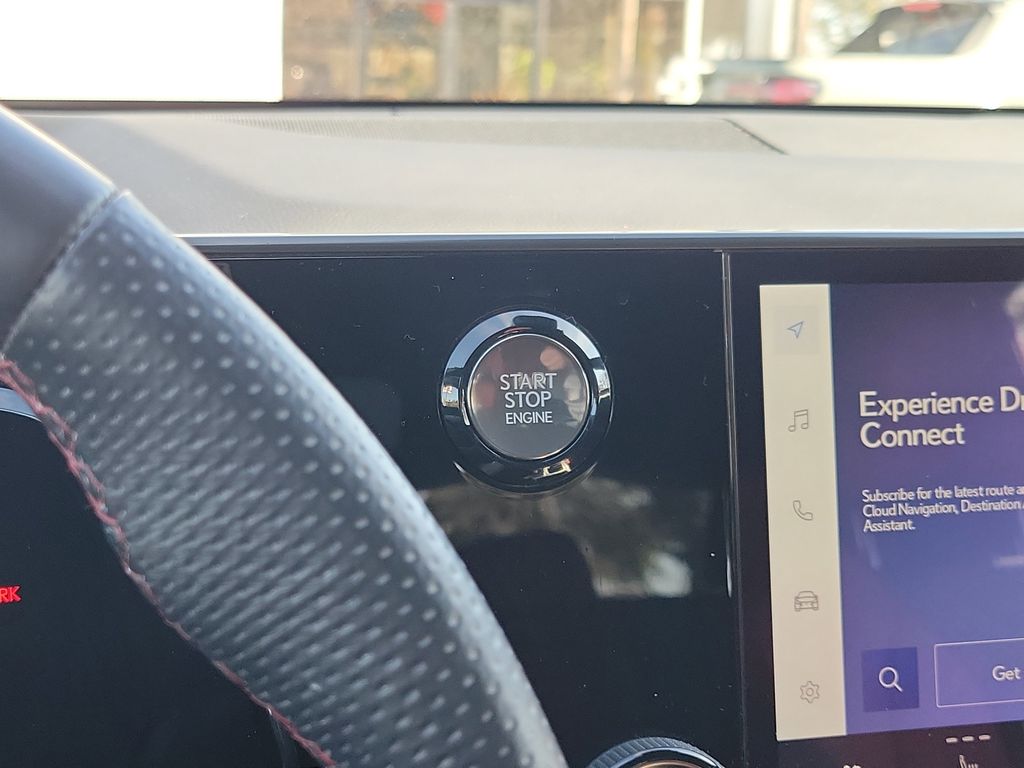 START
STOP
ENGINE
Experience Dr
Connect
Subscribe for the latest route a
Cloud Navigation, Destination A
Assistant.
Get
RK